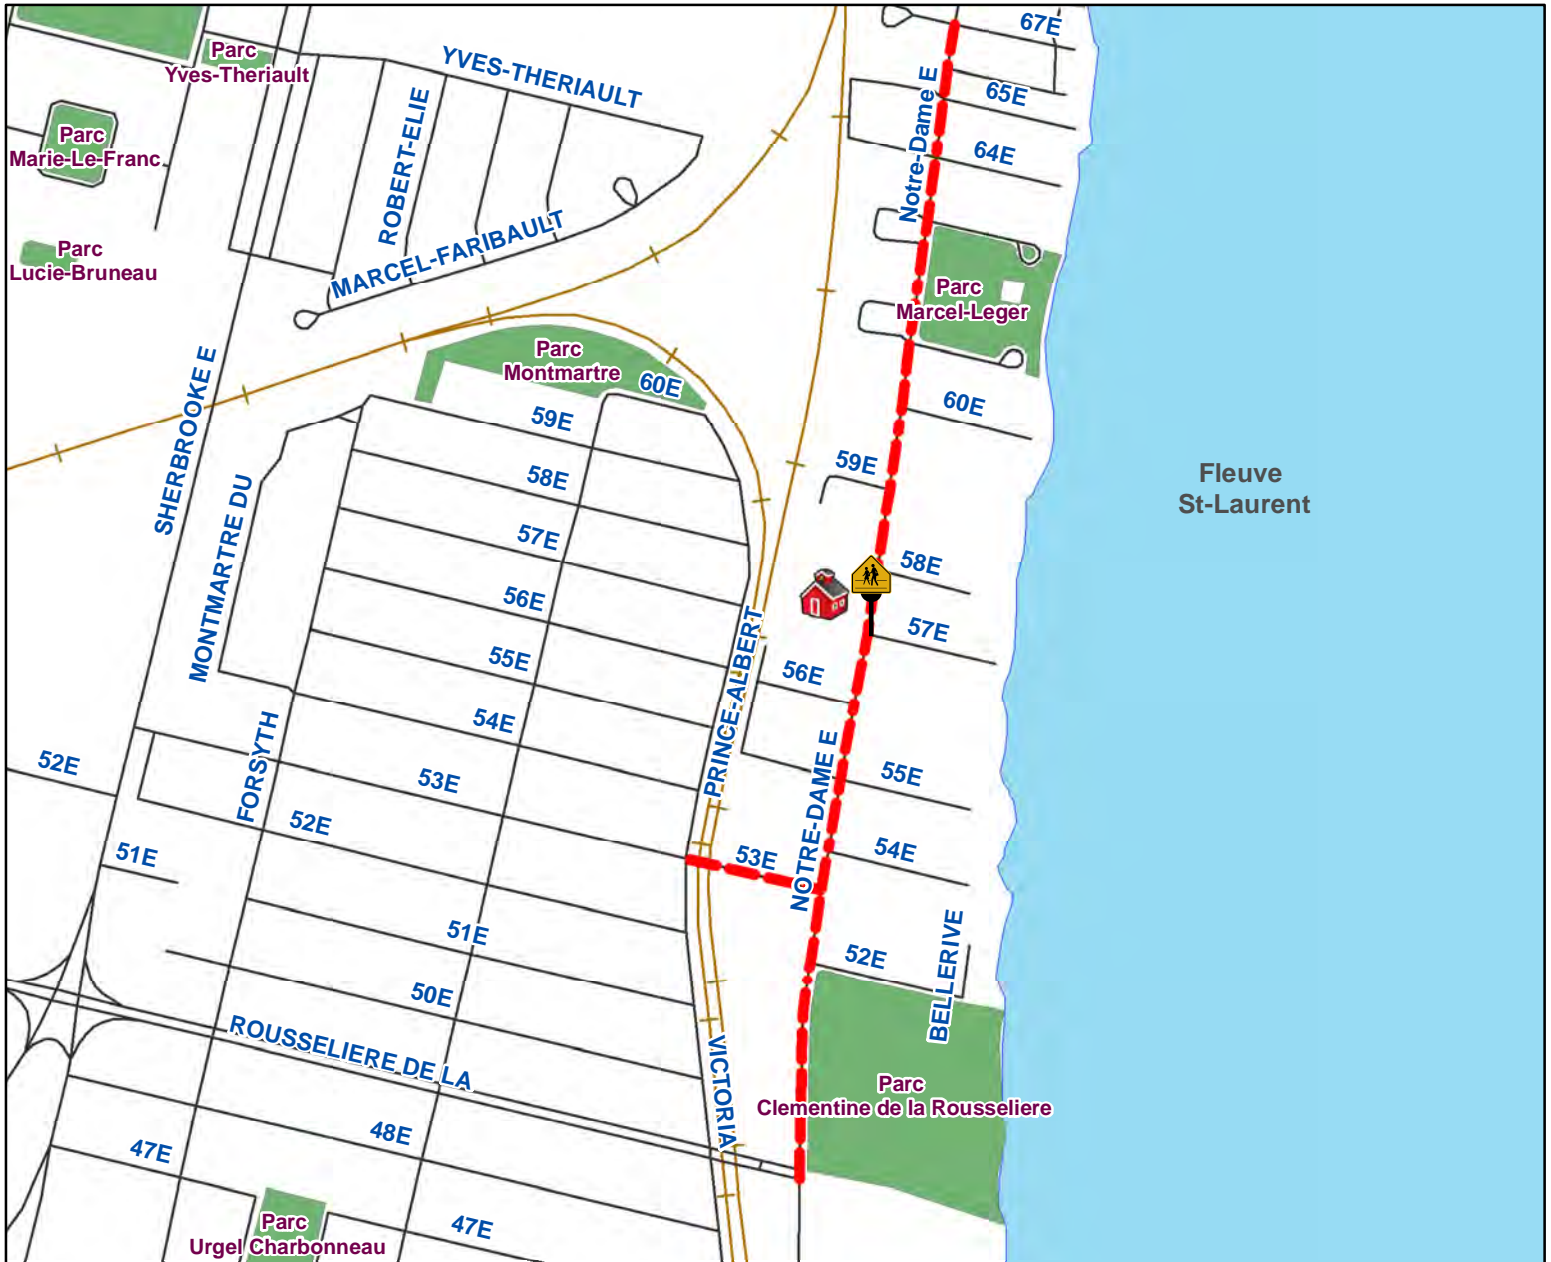 67E
Parc
Yves-Theriault
YVES-THERIAULT
65E
ROBERT-ELIE
Notre-Dame E
Parc
Marie-Le-Franc
64E
Parc
Lucie-Bruneau
MARCEL-FARIBAULT
Parc
Marcel-Leger
SHERBROOKE E
Parc
Montmartre
60E
60E
59E
59E
58E
Fleuve
St-Laurent
MONTMARTRE DU
57E
58E
56E
57E
PRINCE-ALBERT
55E
56E
54E
FORSYTH
52E
53E
NOTRE-DAME E
55E
52E
51E
53E
54E
51E
BELLERIVE
52E
50E
ROUSSELIERE DE LA
VICTORIA
Parc
Clementine de la Rousseliere
48E
47E
Parc
Urgel Charbonneau
47E